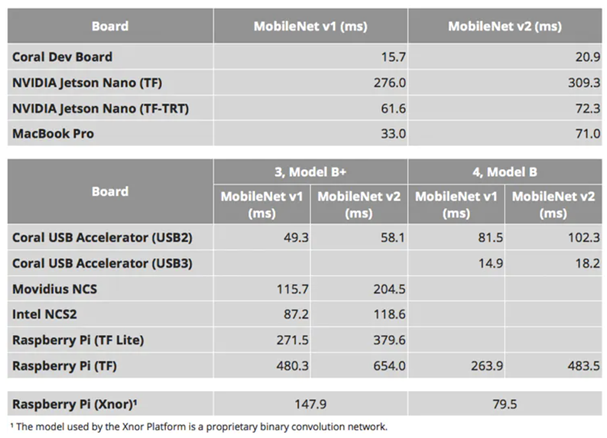 Board MobileNet v1 (ms) MobileNet v2 (ms)
Coral Dev Board 15.7 20.9
NVIDIA Jetson Nano (TF) 276.0 309.3
NVIDIA Jetson Nano (TF-TRT) 61.6 72.3
MacBook Pro 33.0 71.0
Board 3, Model B+ 4, Model B
MobileNet v1 (ms) MobileNet v2 (ms) MobileNet v1 (ms) MobileNet v2 (ms)
Coral USB Accelerator (USB2) 49.3 58.1 81.5 102.3
Coral USB Accelerator (USB3) 14.9 18.2
Movidius NCS 115.7 204.5
Intel NCS2 87.2 118.6
Raspberry Pi (TF Lite) 271.5 379.6
Raspberry Pi (TF) 480.3 654.0 263.9 483.5
Raspberry Pi (Xnor)¹ 147.9 79.5
¹ The model used by the Xnor Platform is a proprietary binary convolution network.